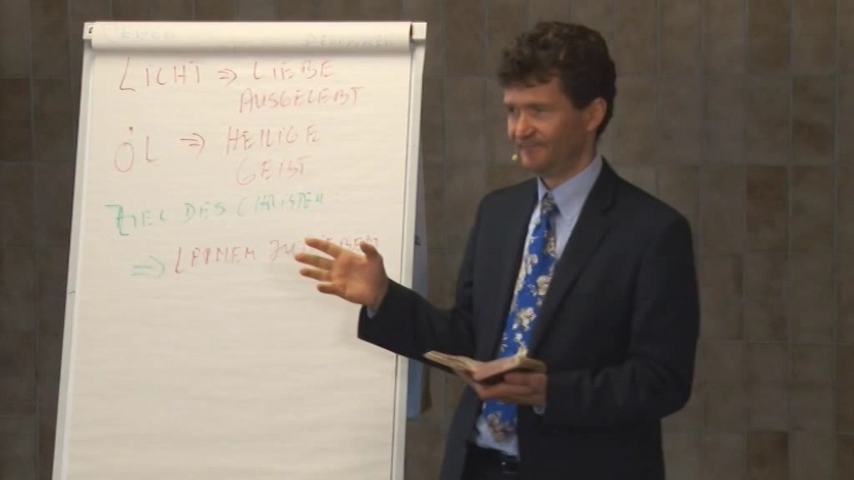 LICHT ⇒ LIEBE
AUSGELEBT
ÖL ⇒ HEILIGE
GEIST
ZIEL DES CHRISTEN:
⇒ LERNEN ZU